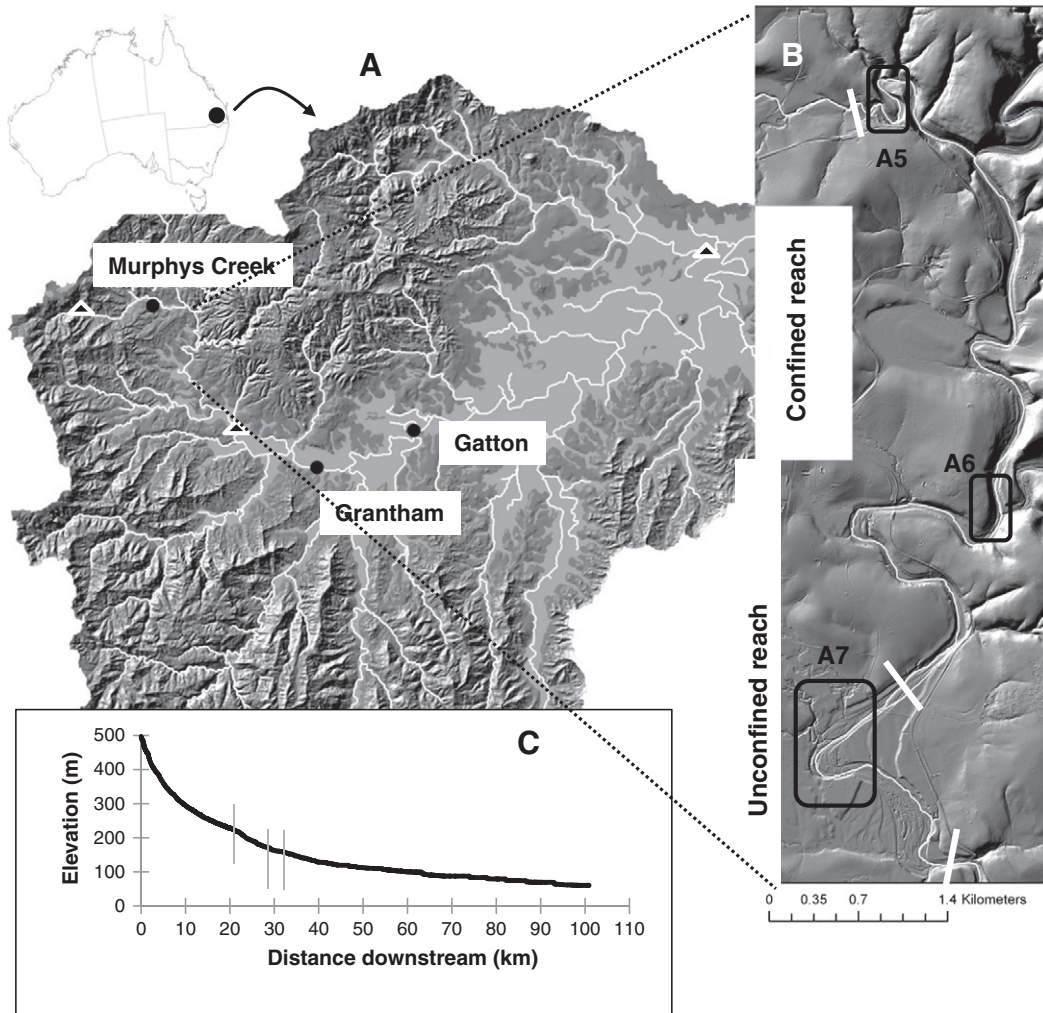 A
B
A5
Murphys Creek
Confined reach
Gatton
A6
Grantham
Unconfined reach
A7
C
500
400
300
200
100
0
Elevation (m)
0 10 20 30 40 50 60 70 80 90 100 110
Distance downstream (km)
0 0.35 0.7 1.4 Kilometers